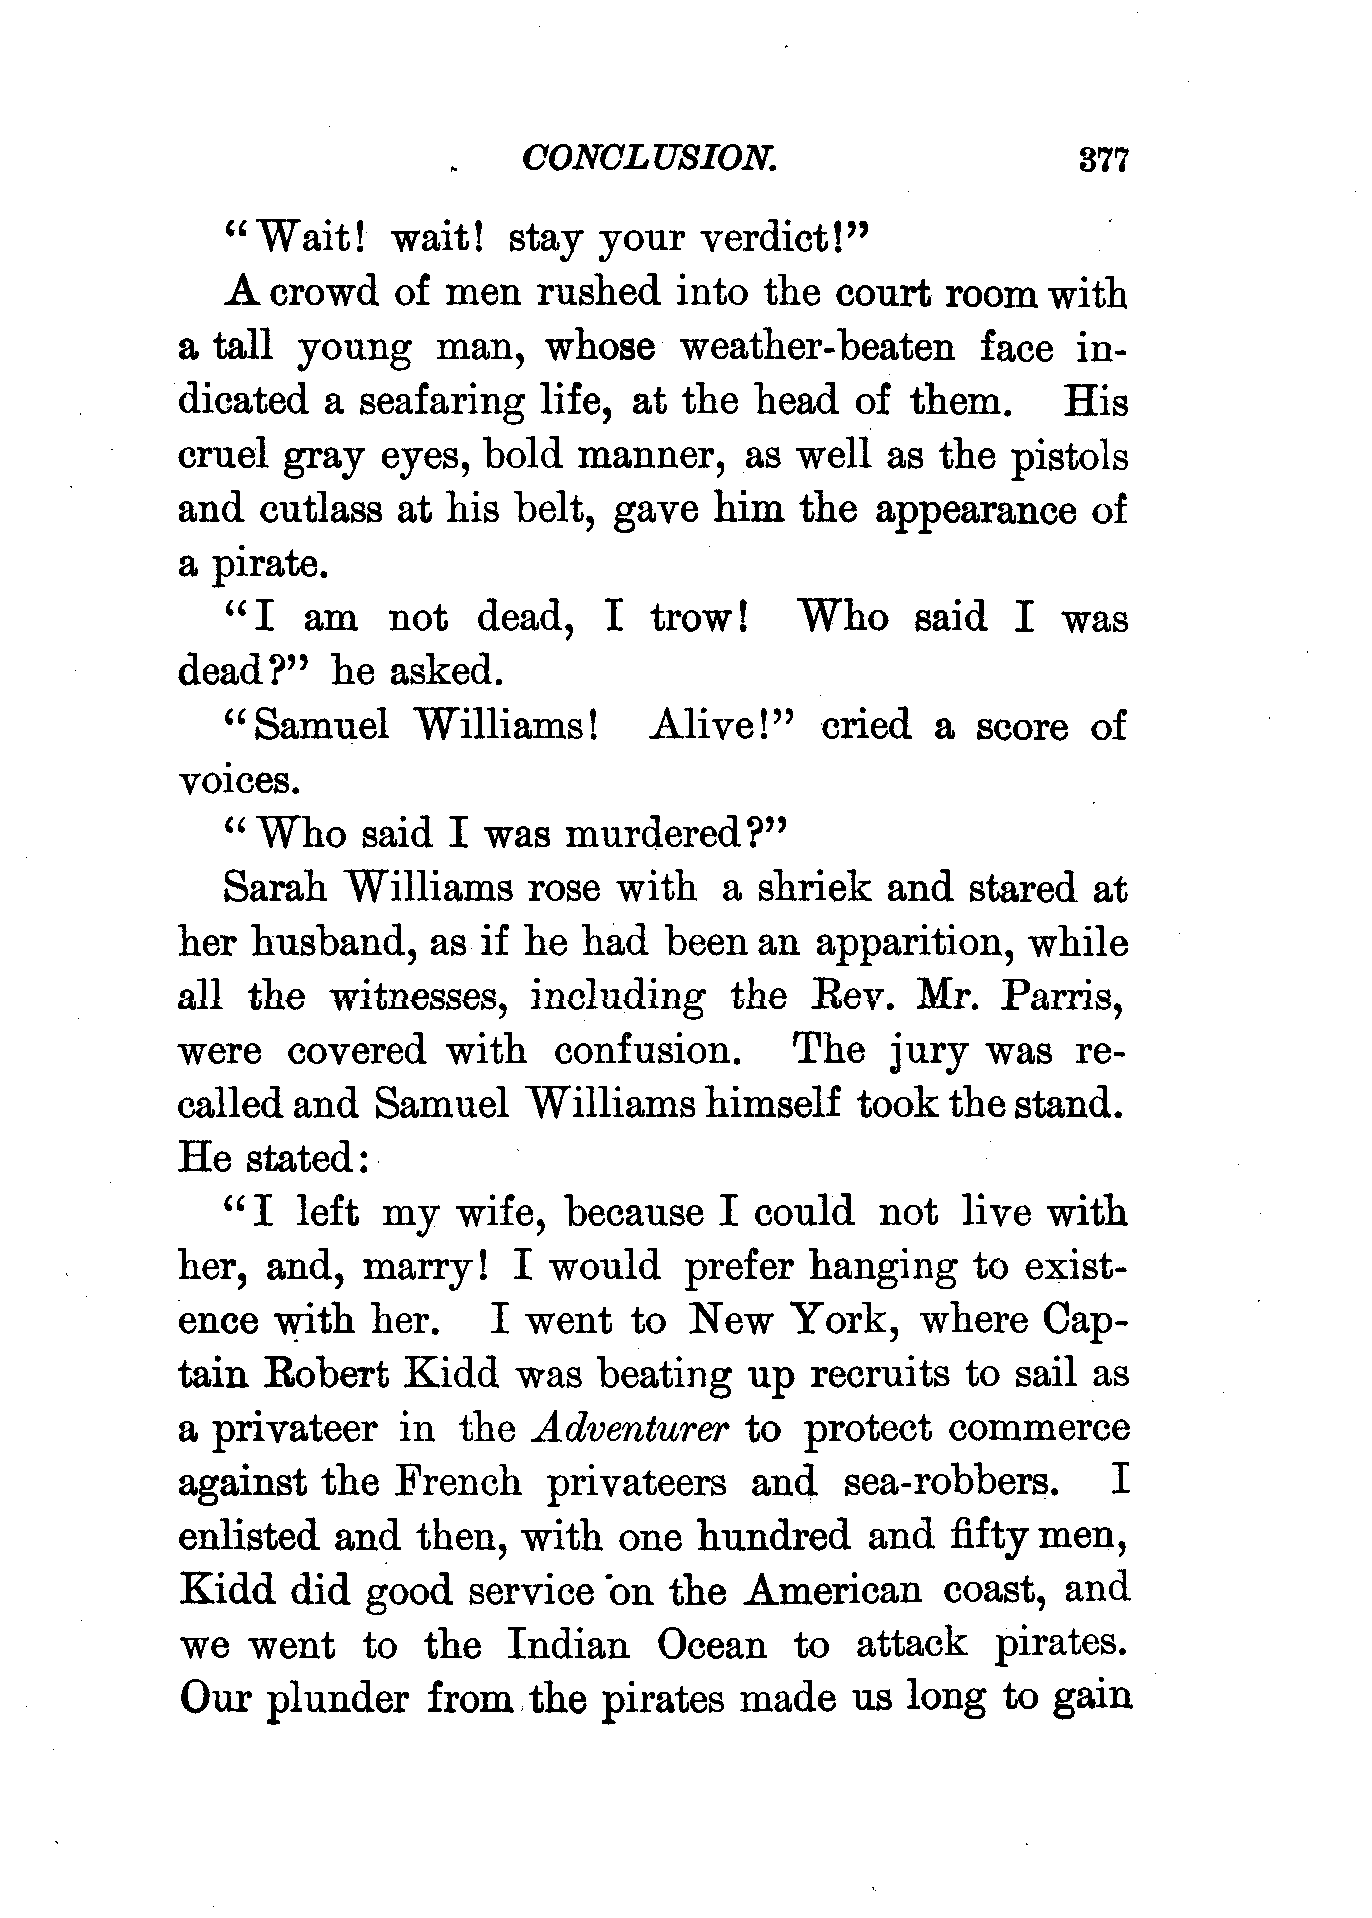 CONCLUSION. 377
“Wait! wait! stay your verdict!”
A crowd of men rushed into the court room with
a tall young man, whose weather-beaten face in-
dicated a seafaring life, at the head of them. His
cruel gray eyes, bold manner, as well as the pistols
and cutlass at his belt, gave him the appearance of
a pirate.
“I am not dead, I trow! Who said I was
dead?” he asked.
“Samuel Williams! Alive!” cried a score of
voices.
“Who said I was murdered?”
Sarah Williams rose with a shriek and stared at
her husband, as if he had been an apparition, while
all the witnesses, including the Rev. Mr. Parris,
were covered with confusion. The jury was re-
called and Samuel Williams himself took the stand.
He stated:
“I left my wife, because I could not live with
her, and, marry! I would prefer hanging to exist-
ence with her. I went to New York, where Cap-
tain Robert Kidd was beating up recruits to sail as
a privateer in the Adventurer to protect commerce
against the French privateers and sea-robbers. I
enlisted and then, with one hundred and fifty men,
Kidd did good service on the American coast, and
we went to the Indian Ocean to attack pirates.
Our plunder from the pirates made us long to gain